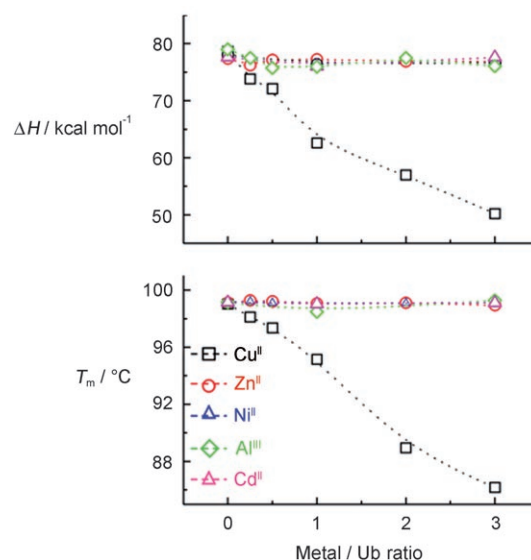 80
70
ΔH / kcal mol⁻¹
60
50
100
96
Tₘ / °C
92
88
Cuᴵᴵ
Znᴵᴵ
Niᴵᴵ
Alᴵᴵᴵ
Cdᴵᴵ
0 1 2 3
Metal / Ub ratio